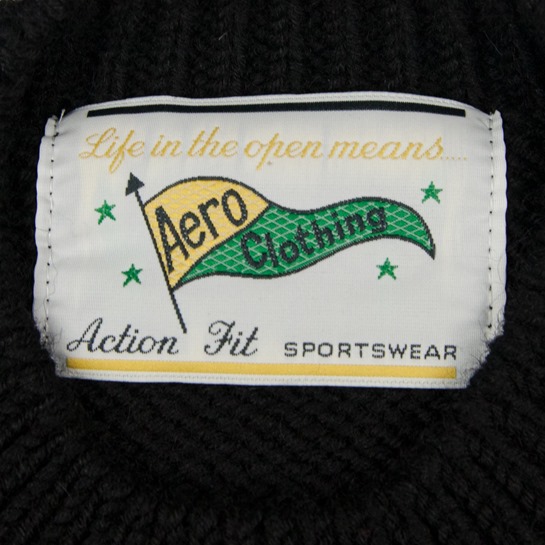 Life in the open means.....
Aero
Clothing
Action Fit SPORTSWEAR